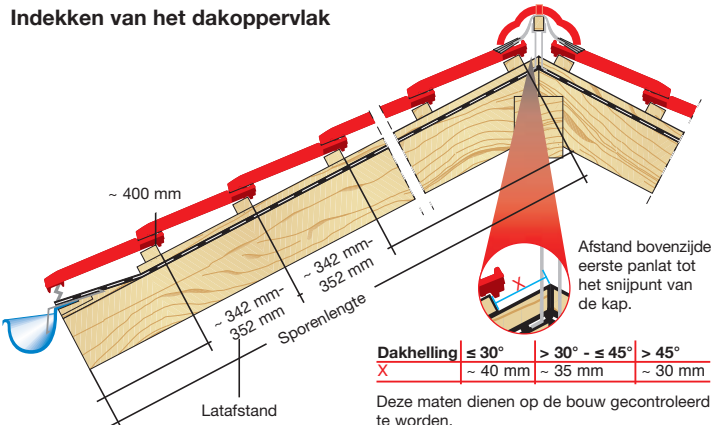 Indekken van het dakoppervlak
~ 400 mm
~ 342 mm-
352 mm
~ 342 mm-
352 mm
Sporenlengte
Latafstand
X
Afstand bovenzijde
eerste panlat tot
het snijpunt van
de kap.
Dakhelling ≤ 30° > 30° - ≤ 45° > 45°
X ~ 40 mm ~ 35 mm ~ 30 mm
Deze maten dienen op de bouw gecontroleerd
te worden.